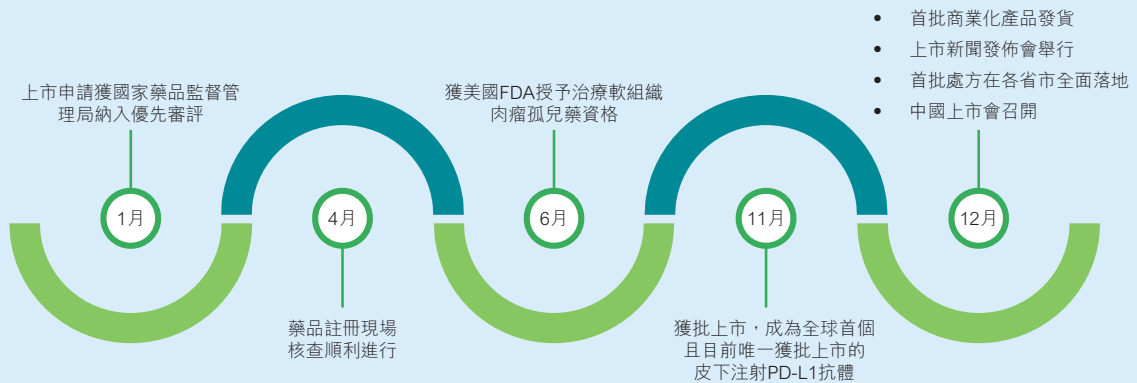 上市申請獲國家藥品監督管
理局納入優先審評
1月
4月
藥品註冊現場
核查順利進行
獲美國FDA授予治療軟組織
肉瘤孤兒藥資格
6月
11月
獲批上市，成為全球首個
且目前唯一獲批上市的
皮下注射PD-L1抗體
• 首批商業化產品發貨
• 上市新聞發佈會舉行
• 首批處方在各省市全面落地
• 中國上市會召開
12月